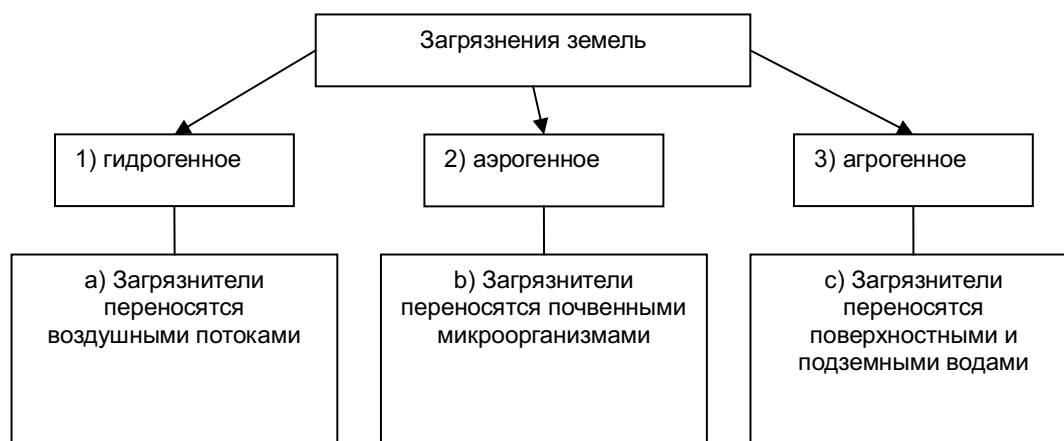 Загрязнения земель
1) гидрогенное
2) аэрогенное
3) агрогенное
a) Загрязнители
переносятся
воздушными потоками
b) Загрязнители
переносятся почвенными
микроорганизмами
c) Загрязнители
переносятся
поверхностными и
подземными водами